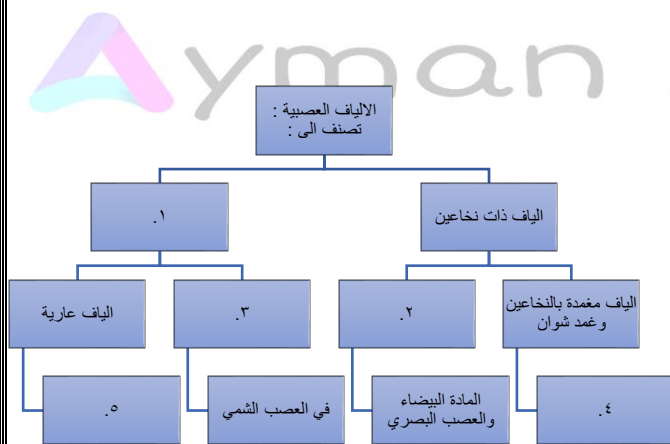 Ayman
الالياف العصبية :
تصنف الى :
الياف ذات نخاعين
١.
الياف مغمدة بالنخاعين
وغمد شوان
٢.
٣.
الياف عارية
٤.
المادة البيضاء
والعصب البصري
في العصب الشمي
٥.